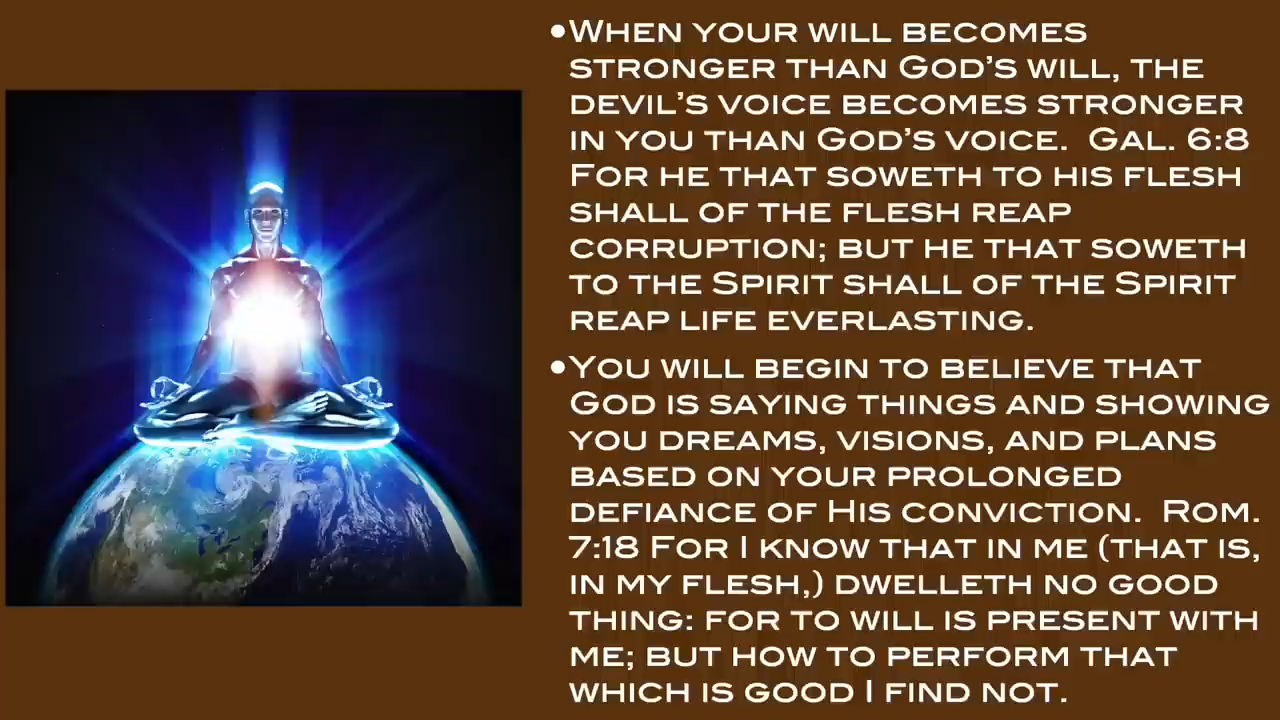 •When your will becomes
stronger than God's will, the
devil's voice becomes stronger
in you than God's voice.  Gal. 6:8
For he that soweth to his flesh
shall of the flesh reap
corruption; but he that soweth
to the Spirit shall of the Spirit
reap life everlasting.
•You will begin to believe that
God is saying things and showing
you dreams, visions, and plans
based on your prolonged
defiance of His conviction.  Rom.
7:18 For I know that in me (that is,
in my flesh,) dwelleth no good
thing: for to will is present with
me; but how to perform that
which is good I find not.